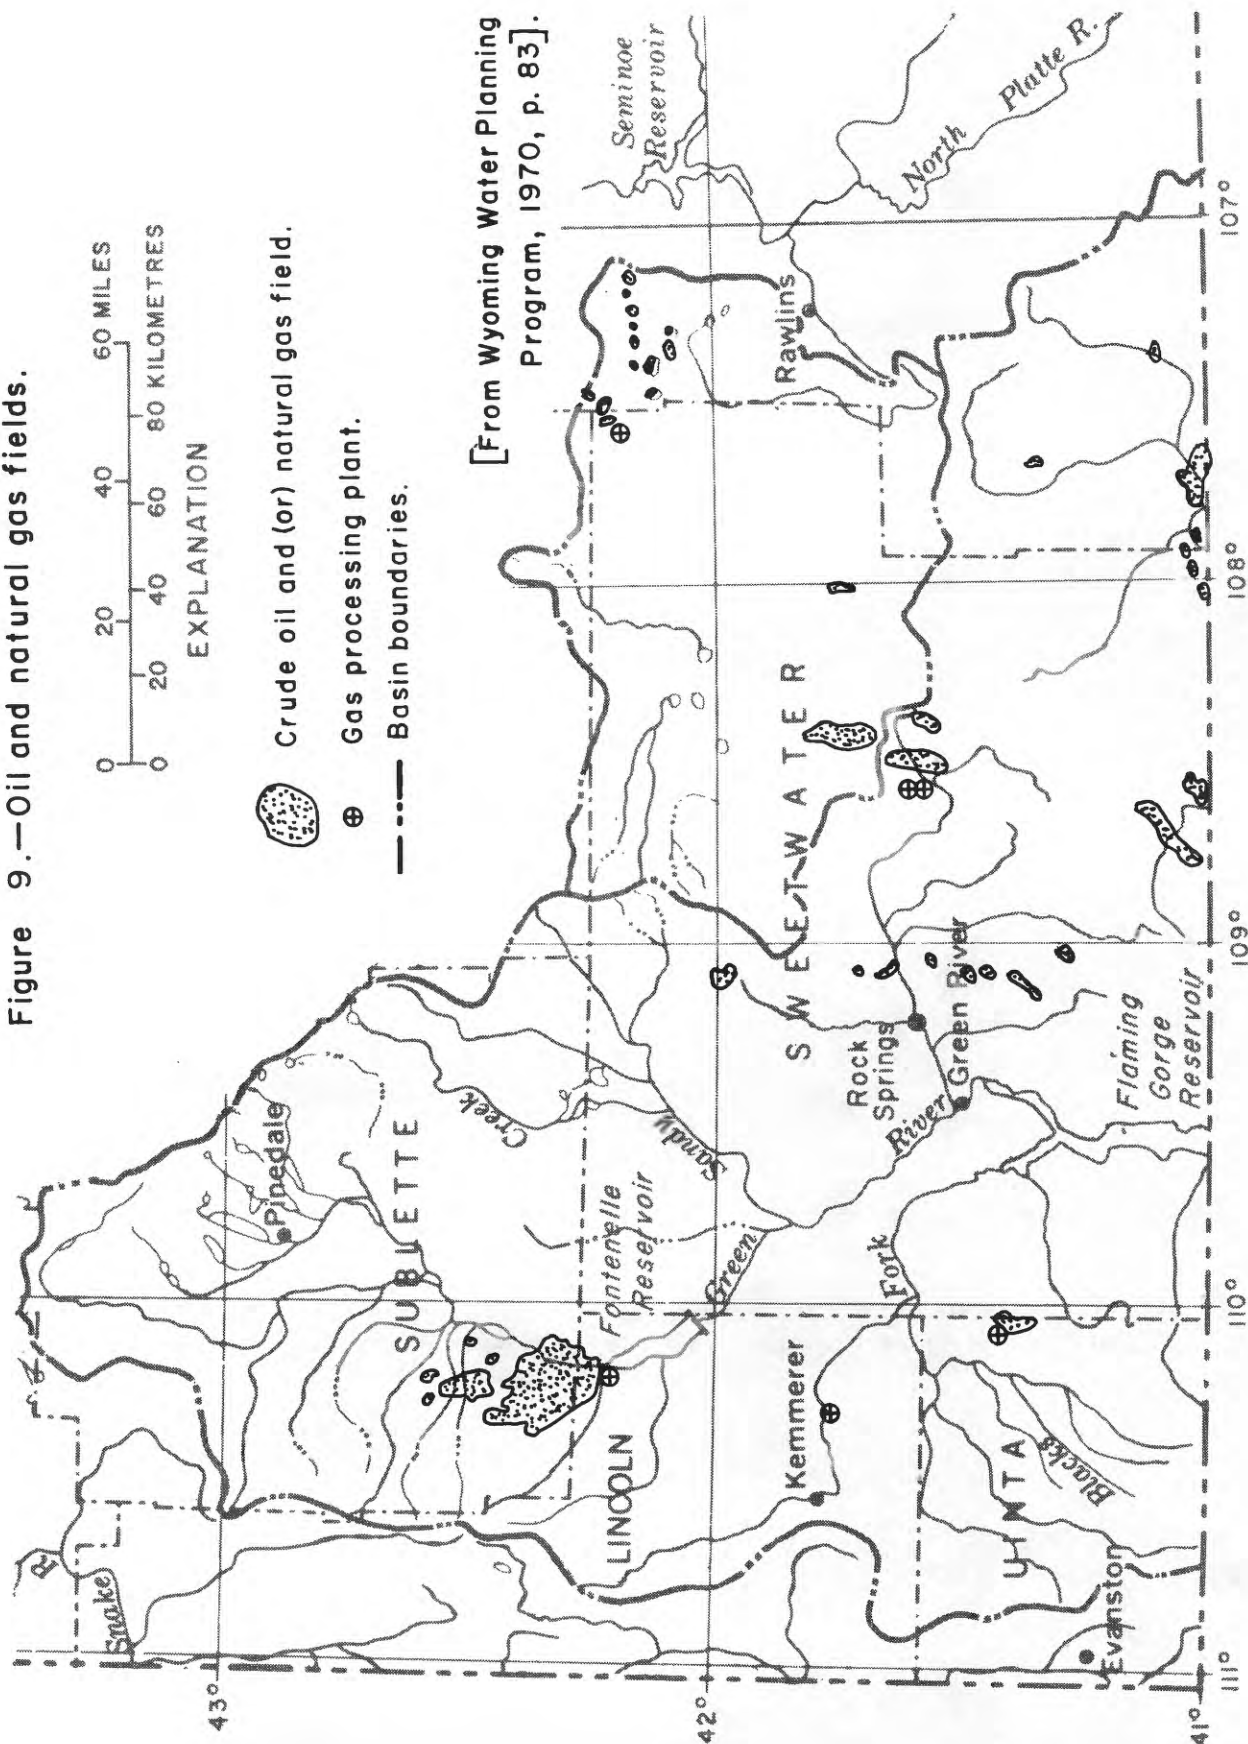 Figure 9.—Oil and natural gas fields.
0 20 40 60 MILES
0 20 40 60 80 KILOMETRES
EXPLANATION
Crude oil and (or) natural gas field.
Gas processing plant.
Basin boundaries.
[From Wyoming Water Planning
Program, 1970, p. 83].
Snake R.
Pinedale
SUBLETTE
Creek
Sandy
Fontenelle
Reservoir
Green
River
LINCOLN
Kemmerer
Fork
Blacks
UINTA
Evanston
SWEETWATER
Rock
Springs
Green River
Flaming
Gorge
Reservoir
Rawlins
Seminoe
Reservoir
North Platte R.
43°
42°
41°
111°
110°
109°
108°
107°